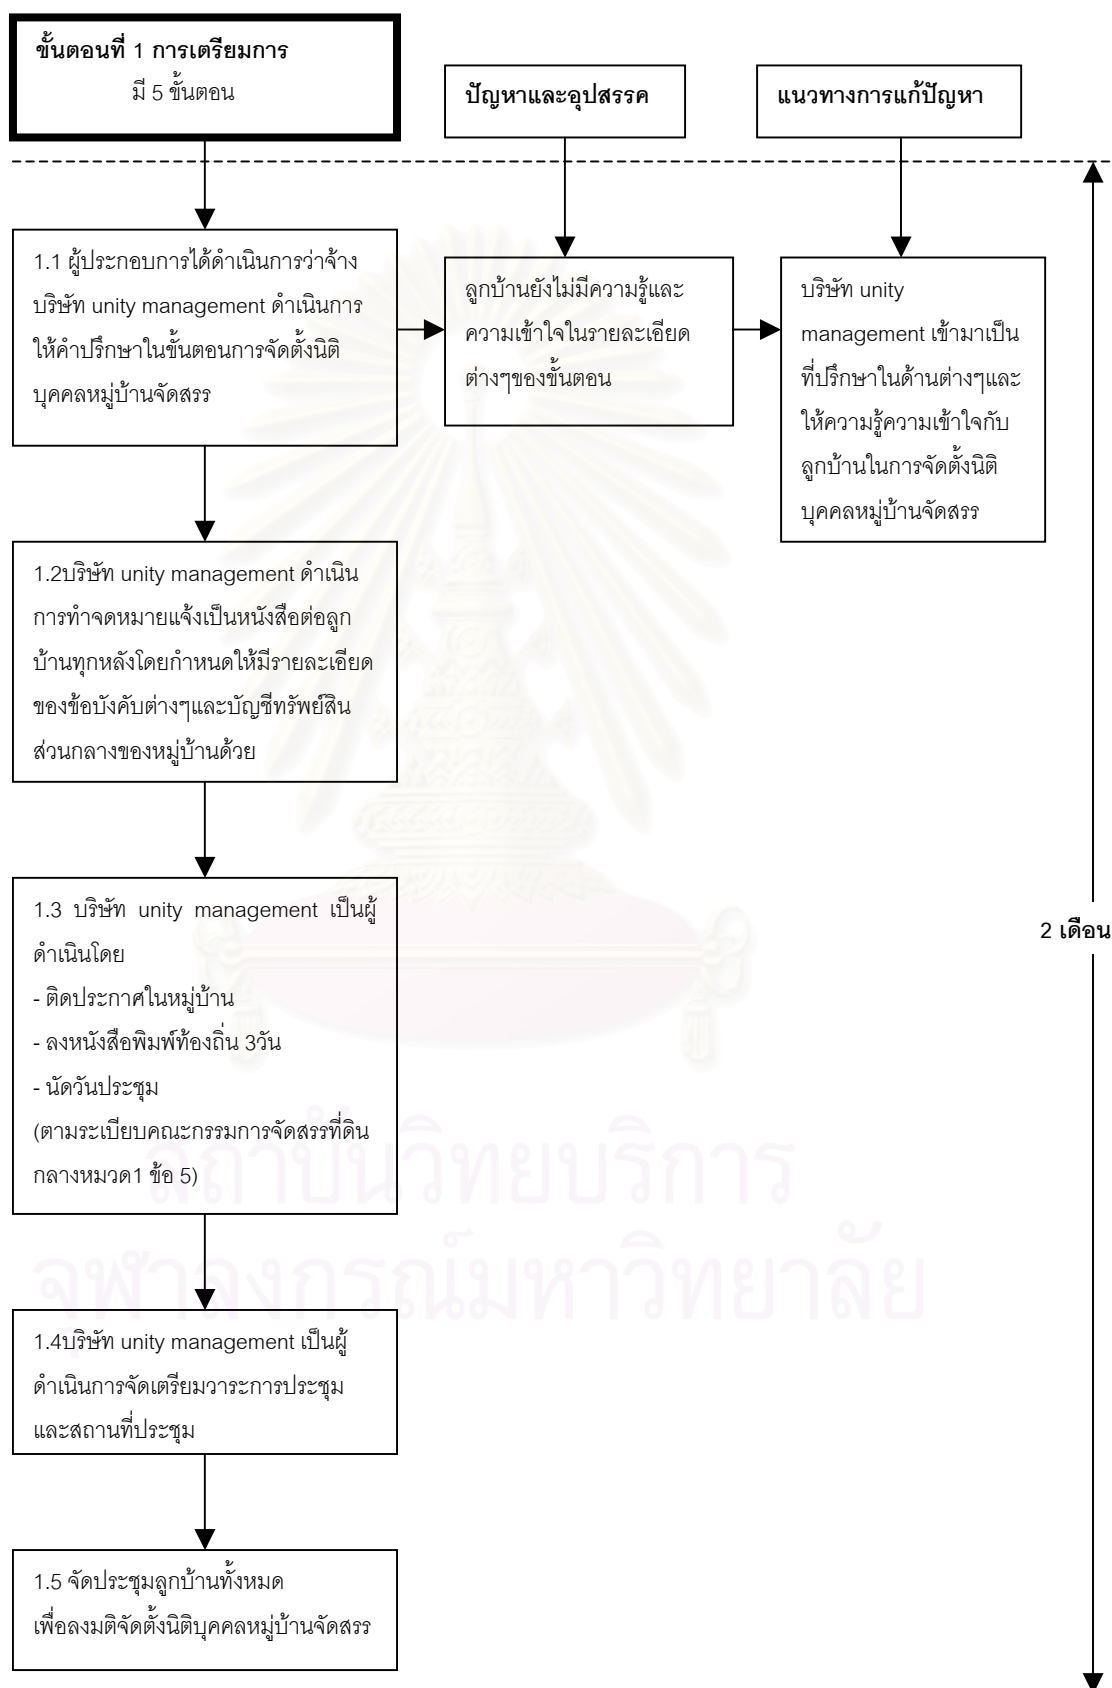 ขั้นตอนที่ 1 การเตรียมการ
มี 5 ขั้นตอน
ปัญหาและอุปสรรค
แนวทางการแก้ปัญหา
1.1 ผู้ประกอบการได้ดำเนินการว่าจ้าง
บริษัท unity management ดำเนินการ
ให้คำปรึกษาในขั้นตอนการจัดตั้งนิติ
บุคคลหมู่บ้านจัดสรร
ลูกบ้านยังไม่มีความรู้และ
ความเข้าใจในรายละเอียด
ต่างๆของขั้นตอน
บริษัท unity
management เข้ามาเป็น
ที่ปรึกษาในด้านต่างๆและ
ให้ความรู้ความเข้าใจกับ
ลูกบ้านในการจัดตั้งนิติ
บุคคลหมู่บ้านจัดสรร
1.2บริษัท unity management ดำเนิน
การทำจดหมายแจ้งเป็นหนังสือต่อลูก
บ้านทุกหลังโดยกำหนดให้มีรายละเอียด
ของข้อบังคับต่างๆและบัญชีทรัพย์สิน
ส่วนกลางของหมู่บ้านด้วย
1.3 บริษัท unity management เป็นผู้
ดำเนินโดย
- ติดประกาศในหมู่บ้าน
- ลงหนังสือพิมพ์ท้องถิ่น 3วัน
- นัดวันประชุม
(ตามระเบียบคณะกรรมการจัดสรรที่ดิน
กลางหมวด1 ข้อ 5)
2 เดือน
สถาบันวิทยบริการ
จุฬาลงกรณ์มหาวิทยาลัย
1.4บริษัท unity management เป็นผู้
ดำเนินการจัดเตรียมวาระการประชุม
และสถานที่ประชุม
1.5 จัดประชุมลูกบ้านทั้งหมด
เพื่อลงมติจัดตั้งนิติบุคคลหมู่บ้านจัดสรร